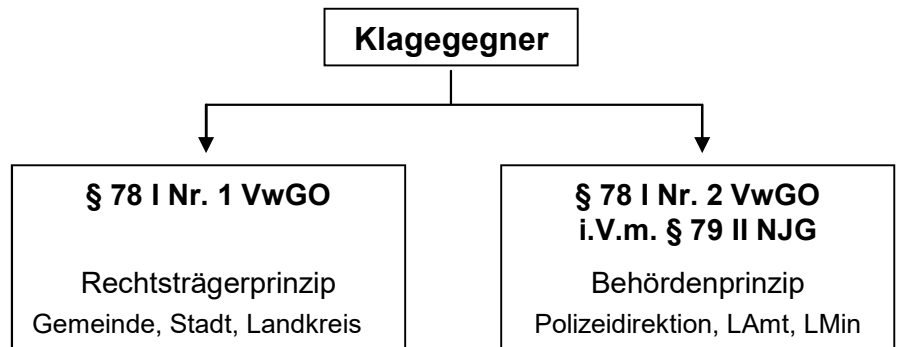 Klagegegner
§ 78 I Nr. 1 VwGO
Rechtsträgerprinzip
Gemeinde, Stadt, Landkreis
§ 78 I Nr. 2 VwGO
i.V.m. § 79 II NJG
Behördenprinzip
Polizeidirektion, LAmt, LMin